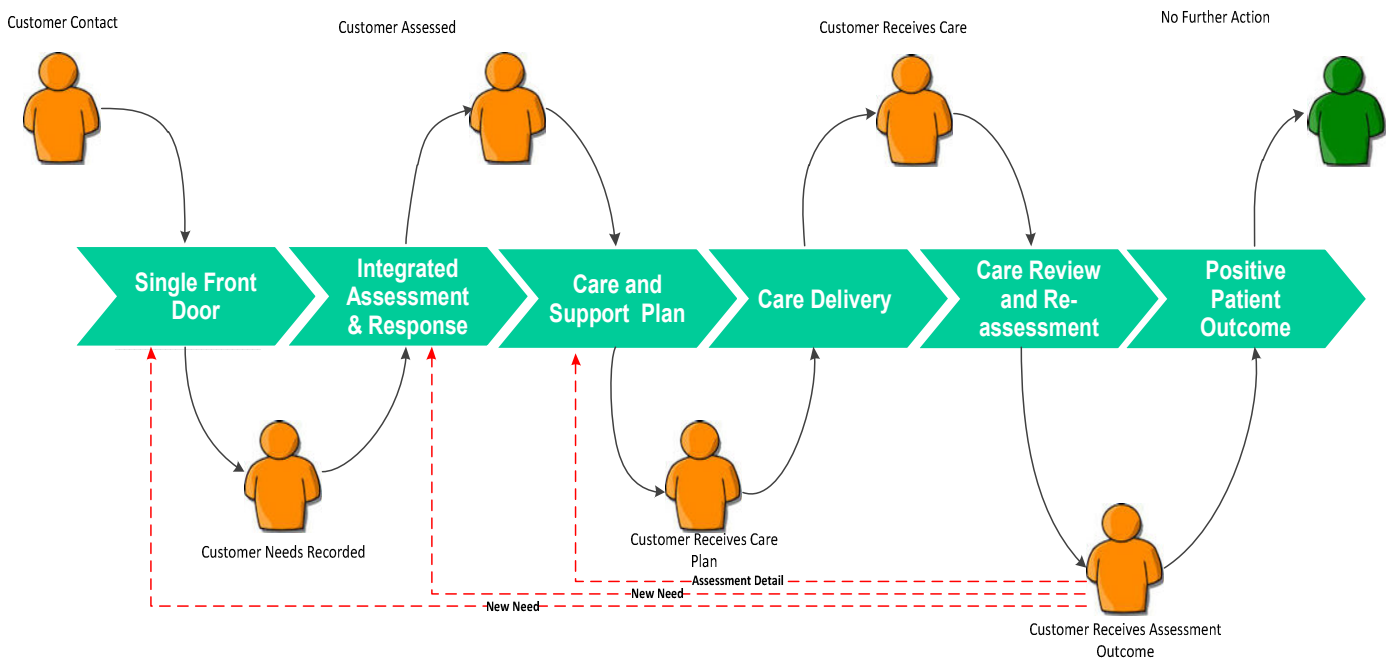 Customer Contact
Customer Assessed
Customer Receives Care
No Further Action
Single Front
Door
Integrated
Assessment
& Response
Care and
Support Plan
Care Delivery
Care Review
and Re-
assessment
Positive
Patient
Outcome
Customer Needs Recorded
Customer Receives Care
Plan
Assessment Detail
New Need
New Need
Customer Receives Assessment
Outcome